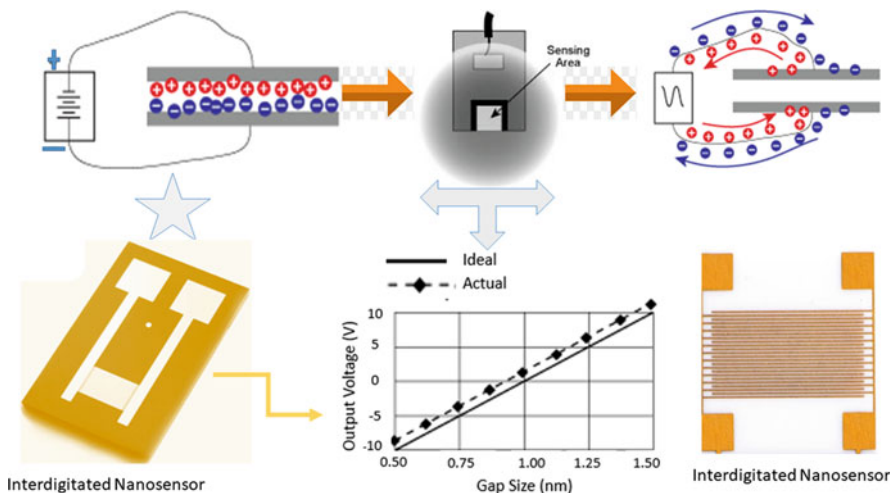 Sensing
Area
Ideal
Actual
Output Voltage (V)
10
5
0
-5
-10
0.50 0.75 1.00 1.25 1.50
Gap Size (nm)
Interdigitated Nanosensor
Interdigitated Nanosensor